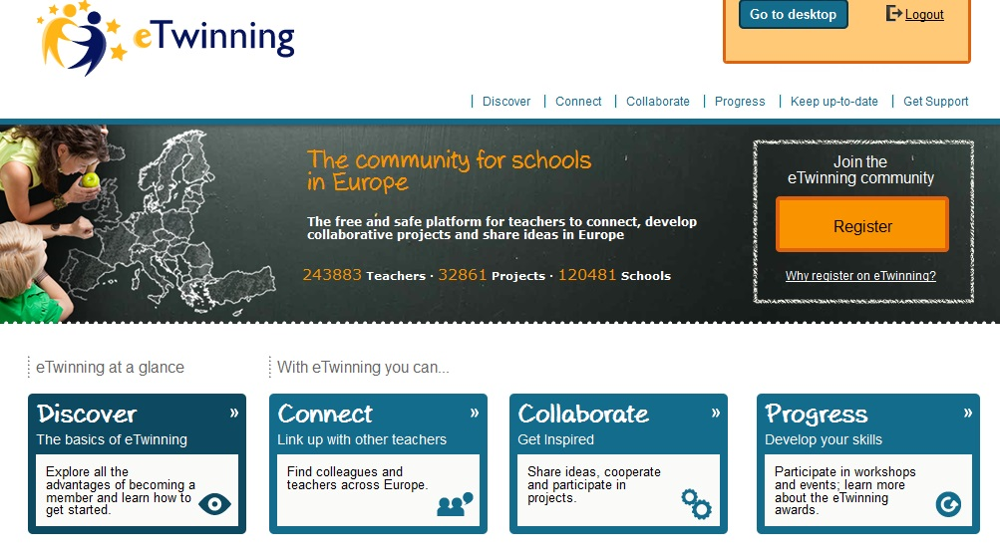 eTwinning
Go to desktop
Logout
Discover
Connect
Collaborate
Progress
Keep up-to-date
Get Support
The community for schools
in Europe
The free and safe platform for teachers to connect, develop
collaborative projects and share ideas in Europe
243883 Teachers · 32861 Projects · 120481 Schools
Join the
eTwinning community
Register
Why register on eTwinning?
eTwinning at a glance
With eTwinning you can...
Discover »
The basics of eTwinning
Explore all the
advantages of becoming a
member and learn how to
get started.
Connect »
Link up with other teachers
Find colleagues and
teachers across Europe.
Collaborate »
Get Inspired
Share ideas, cooperate
and participate in
projects.
Progress »
Develop your skills
Participate in workshops
and events; learn more
about the eTwinning
awards.